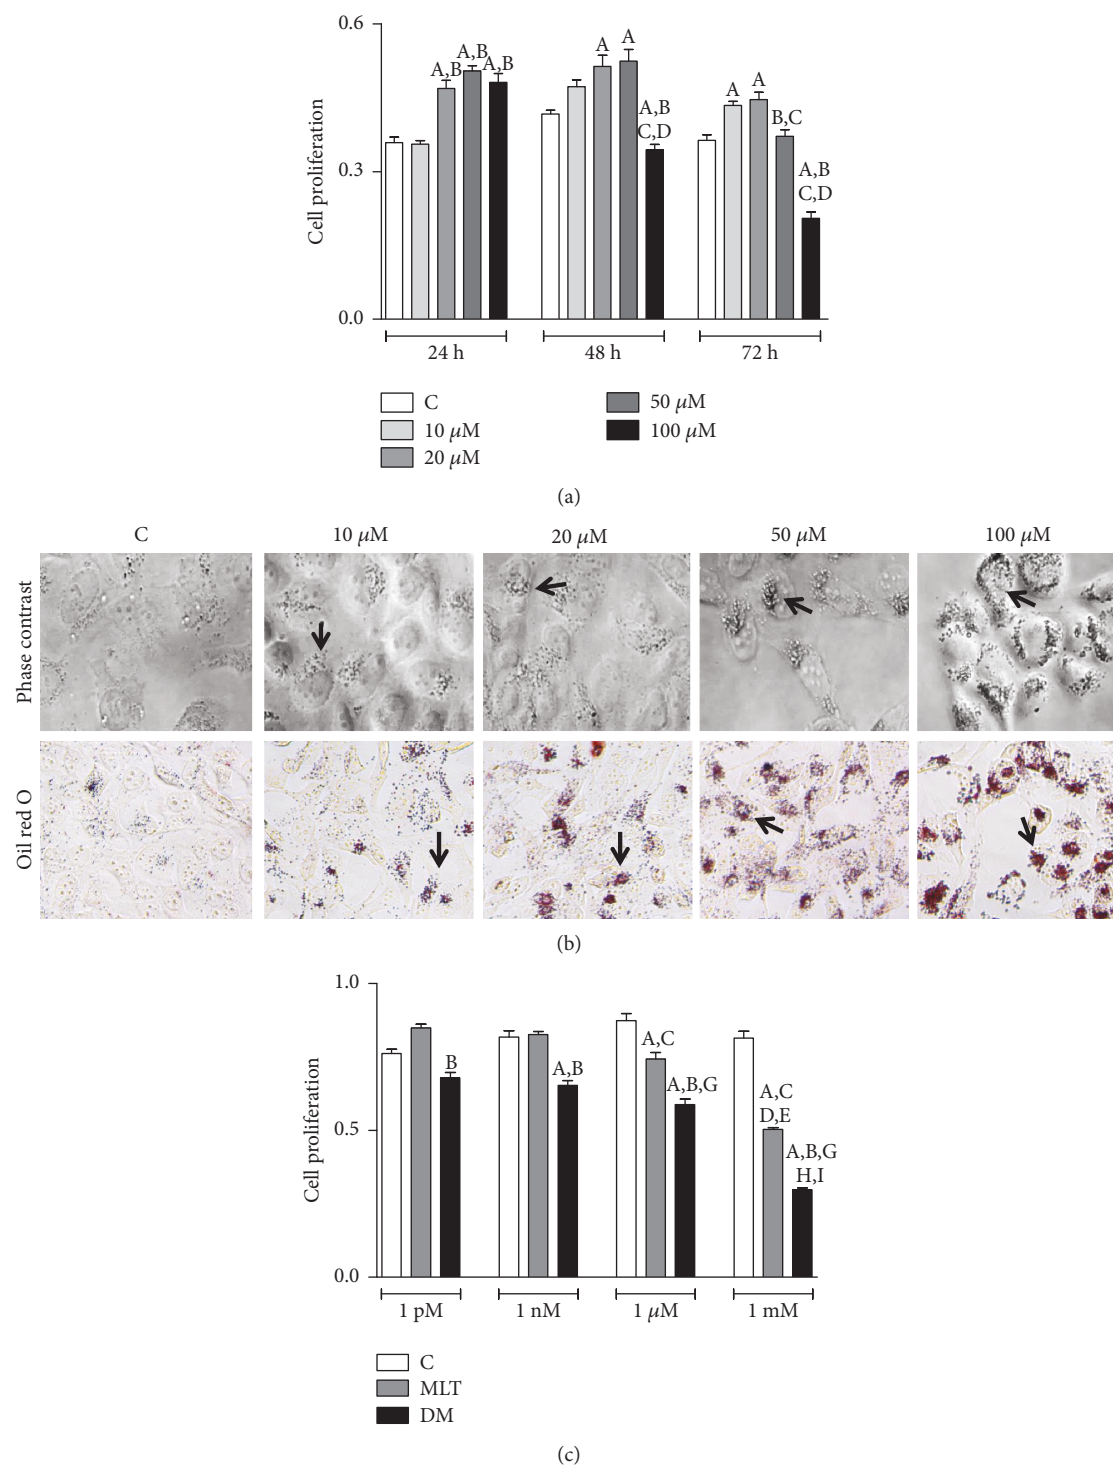 0.6
0.3
0.0
Cell proliferation
A,B
A,B
A,B
A
A
A,B
C,D
A
A
B,C
A,B
C,D
24 h
48 h
72 h
C
10 μM
20 μM
50 μM
100 μM
(a)
C
10 μM
20 μM
50 μM
100 μM
Phase contrast
Oil red O
(b)
1.0
0.5
0.0
Cell proliferation
B
A,B
A,C
A,B,G
A,C
D,E
A,B,G
H,I
1 pM
1 nM
1 μM
1 mM
C
MLT
DM
(c)